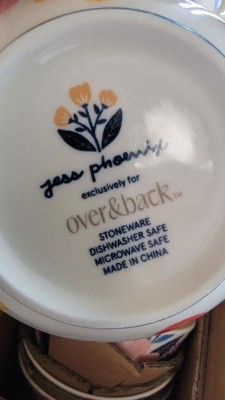 jess phoenix
exclusively for
over&back™
STONEWARE
DISHWASHER SAFE
MICROWAVE SAFE
MADE IN CHINA